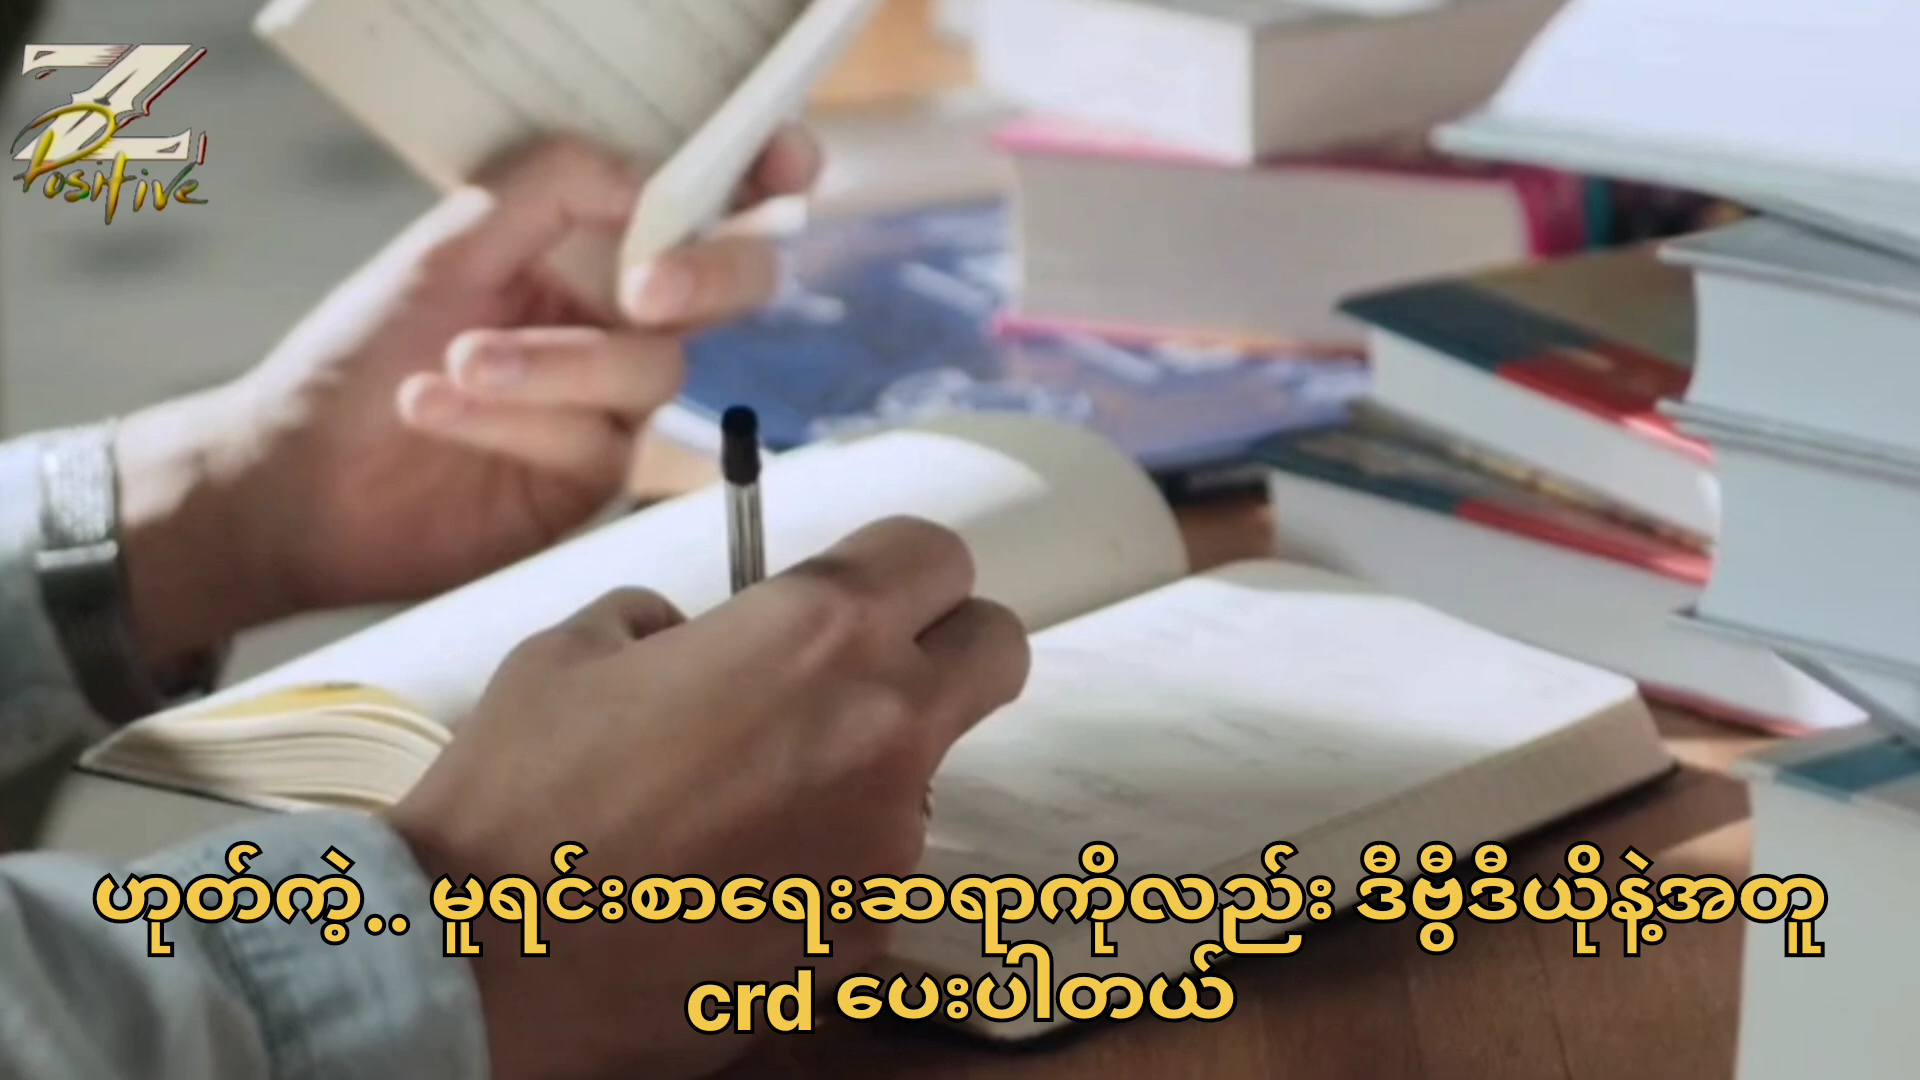 Z
Positive
ဟုတ်ကဲ့.. မူရင်းစာရေးဆရာကိုလည်း ဒီဗွီဒီယိုနဲ့အတူ
crd ပေးပါတယ်